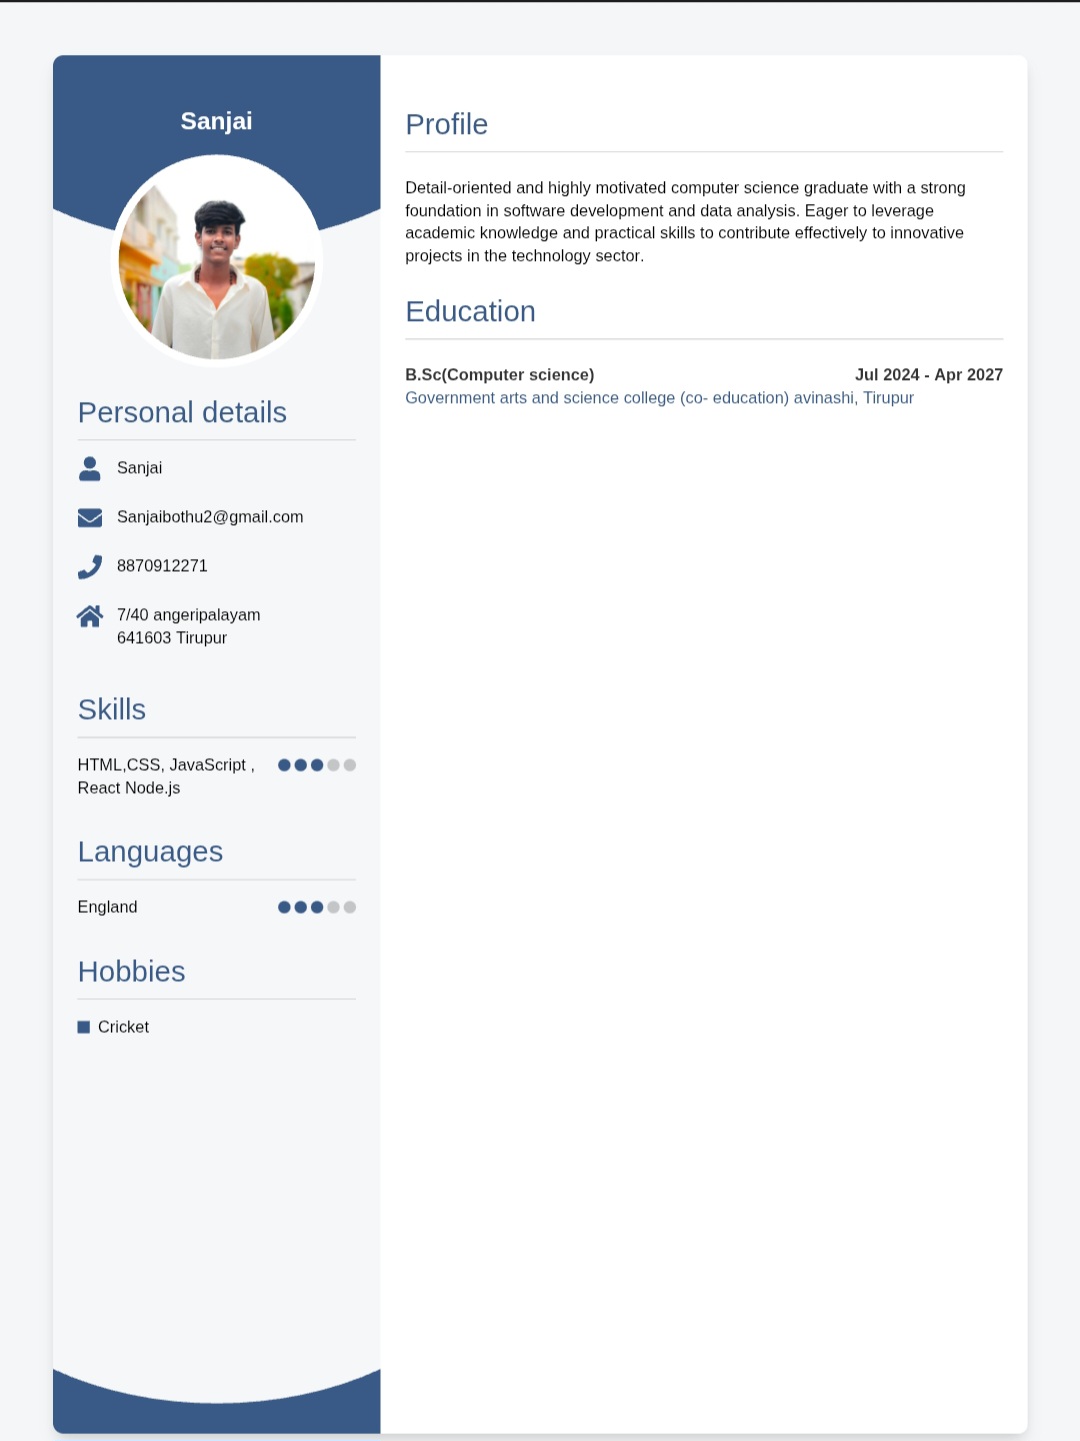 Sanjai
Personal details
Sanjai
Sanjaibothu2@gmail.com
8870912271
7/40 angeripalayam
641603 Tirupur
Skills
HTML,CSS, JavaScript ,
React Node.js
Languages
England
Hobbies
Cricket
Profile
Detail-oriented and highly motivated computer science graduate with a strong
foundation in software development and data analysis. Eager to leverage
academic knowledge and practical skills to contribute effectively to innovative
projects in the technology sector.
Education
B.Sc(Computer science) Jul 2024 - Apr 2027
Government arts and science college (co- education) avinashi, Tirupur